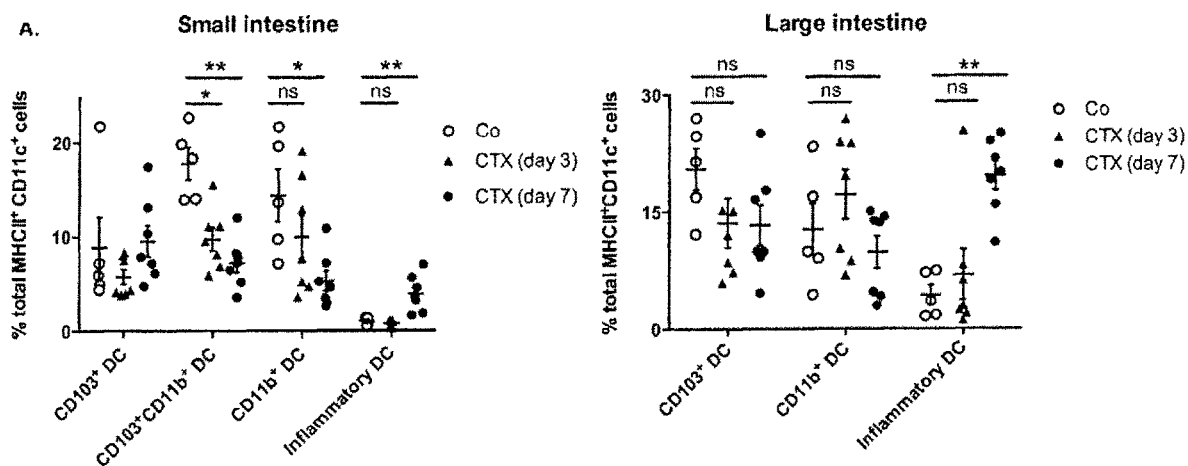 A.
Small intestine
% total MHCII+ CD11c+ cells
20
10
0
** * **
* ns ns
Co
CTX (day 3)
CTX (day 7)
CD103+ DC
CD103+CD11b+ DC
CD11b+ DC
Inflammatory DC
Large intestine
% total MHCII+CD11c+ cells
30
15
0
ns ns **
ns ns ns
Co
CTX (day 3)
CTX (day 7)
CD103+ DC
CD11b+ DC
Inflammatory DC